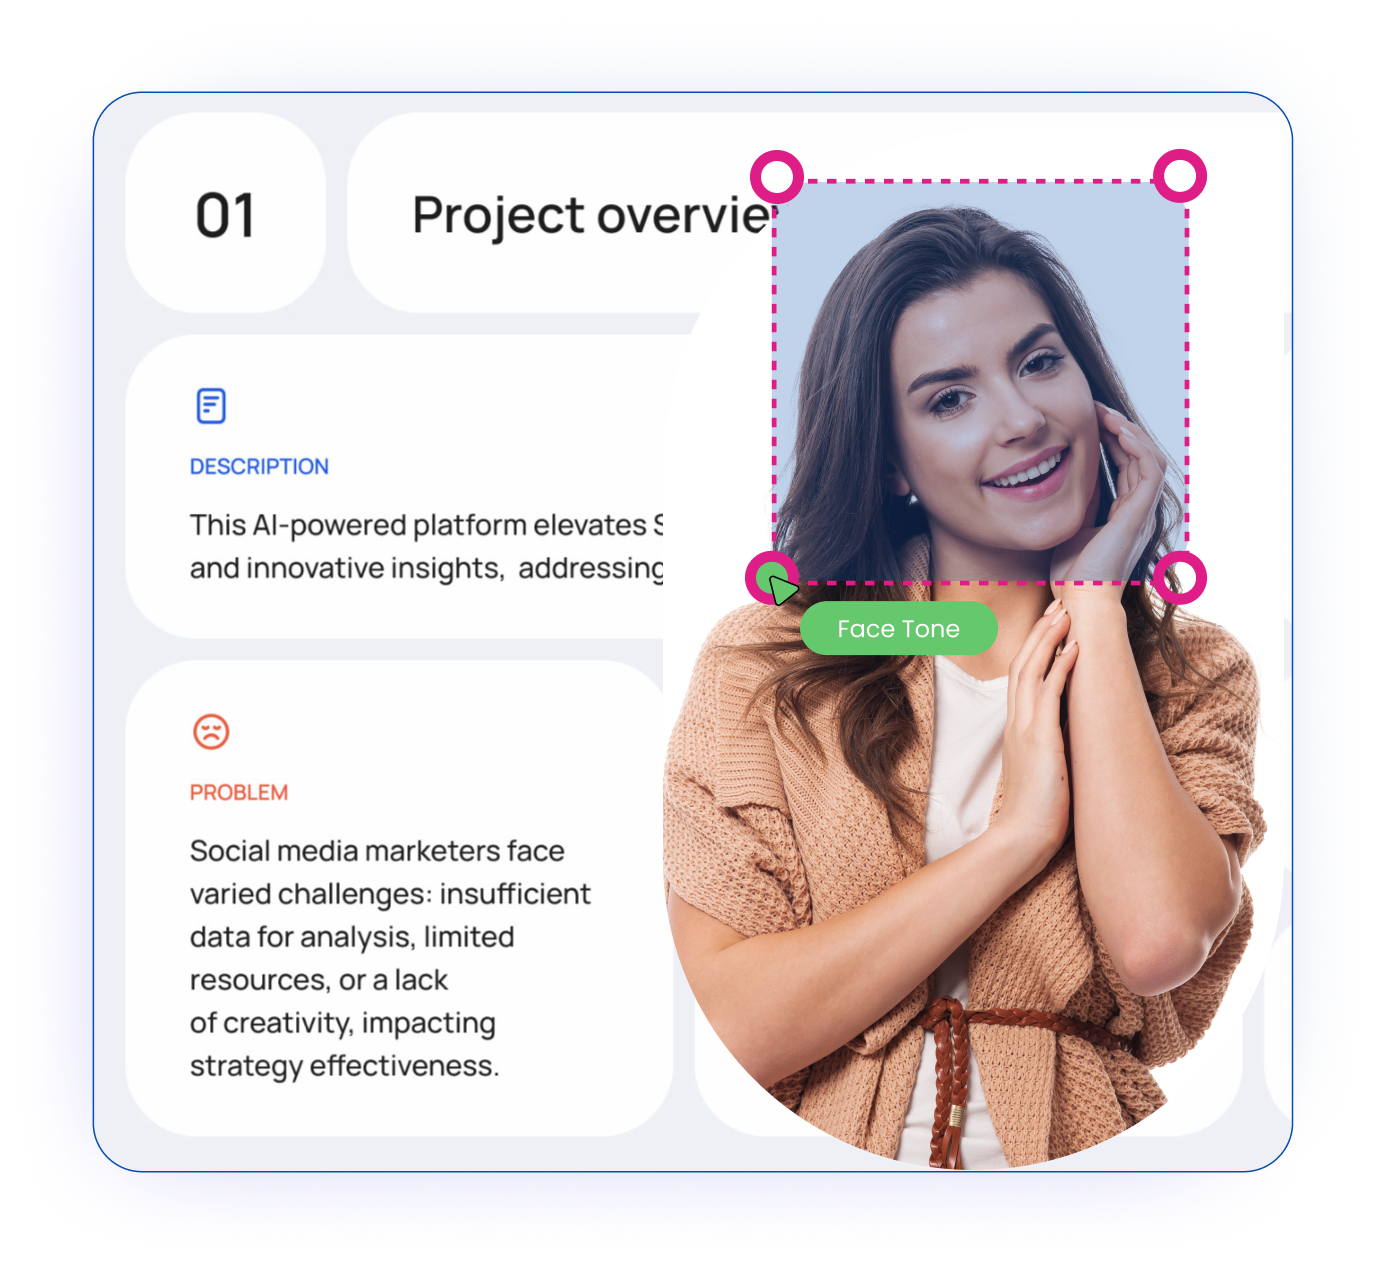 01
Project overvie
DESCRIPTION
This AI-powered platform elevates
and innovative insights, addressing
PROBLEM
Social media marketers face
varied challenges: insufficient
data for analysis, limited
resources, or a lack
of creativity, impacting
strategy effectiveness.
Face Tone